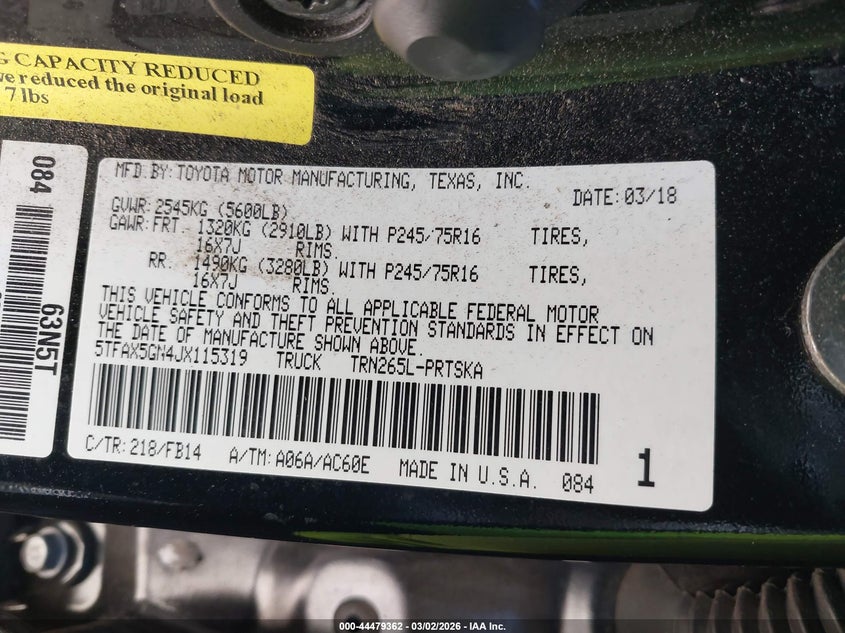 G CAPACITY REDUCED
we reduced the original load
7 lbs
084
63N5T
MFD BY: TOYOTA MOTOR MANUFACTURING, TEXAS, INC.
DATE: 03/18
GVWR: 2545KG (5600LB)
GAWR: FRT. 1320KG (2910LB) WITH P245/75R16 TIRES,
16X7J RIMS.
RR. 1490KG (3280LB) WITH P245/75R16 TIRES,
16X7J RIMS.
THIS VEHICLE CONFORMS TO ALL APPLICABLE FEDERAL MOTOR
VEHICLE SAFETY AND THEFT PREVENTION STANDARDS IN EFFECT ON
THE DATE OF MANUFACTURE SHOWN ABOVE.
5TFAX5GN4JX115319 TRUCK TRN265L-PRTSKA
C/TR: 218/FB14 A/TM: A06A/AC60E MADE IN U.S.A. 084
1
000-44479362 - 03/02/2026 - IAA Inc.